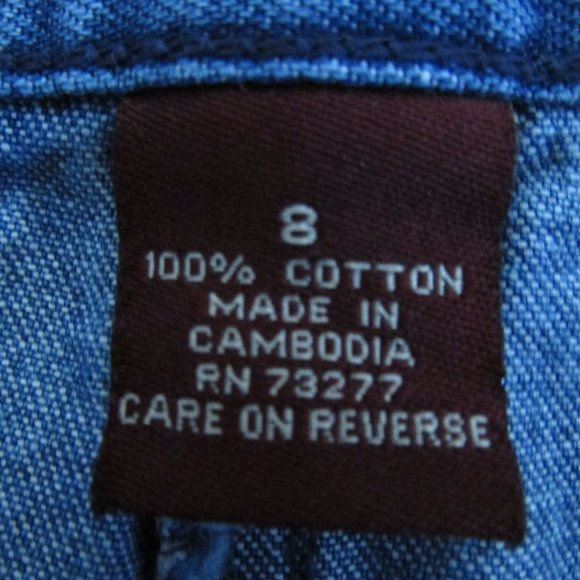 8
100% COTTON
MADE IN
CAMBODIA
RN 73277
CARE ON REVERSE